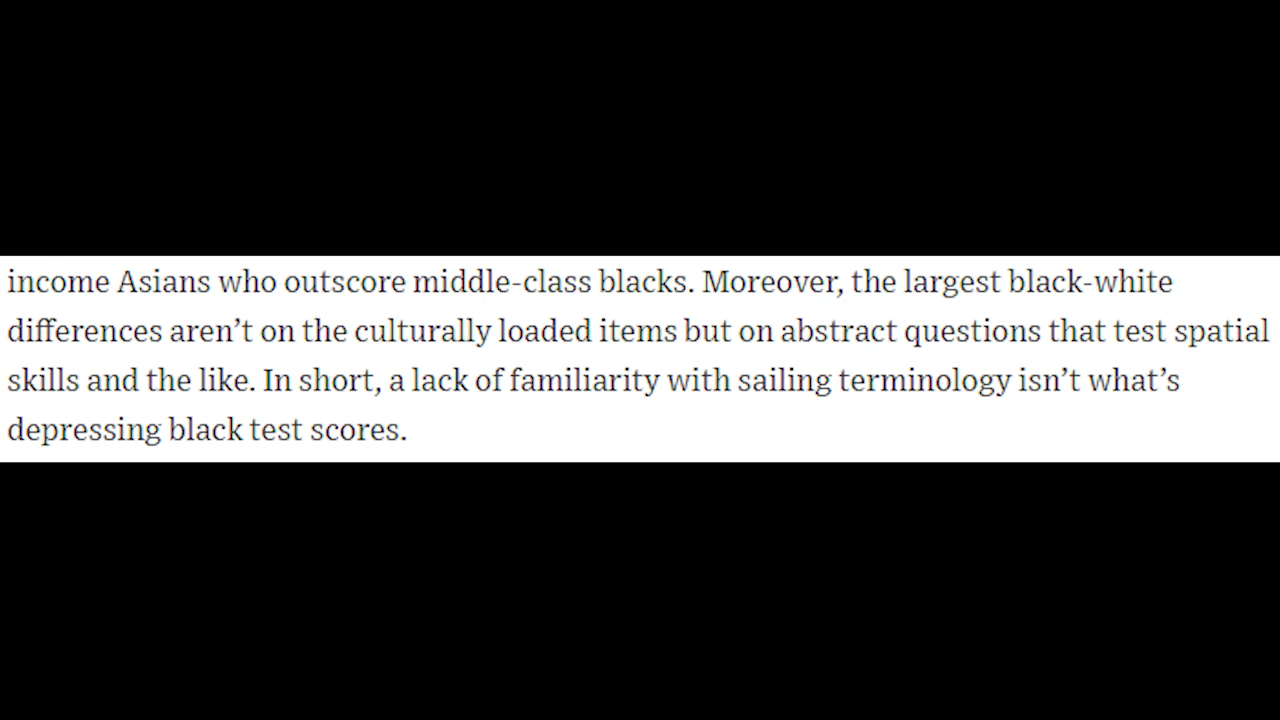 income Asians who outscore middle-class blacks. Moreover, the largest black-white
differences aren’t on the culturally loaded items but on abstract questions that test spatial
skills and the like. In short, a lack of familiarity with sailing terminology isn’t what’s
depressing black test scores.